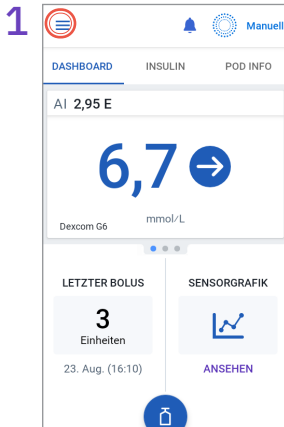 1
Manuell
DASHBOARD INSULIN POD INFO
AI 2,95 E
6,7
mmol/L
Dexcom G6
LETZTER BOLUS SENSORGRAFIK
3
Einheiten
23. Aug. (16:10) ANSEHEN